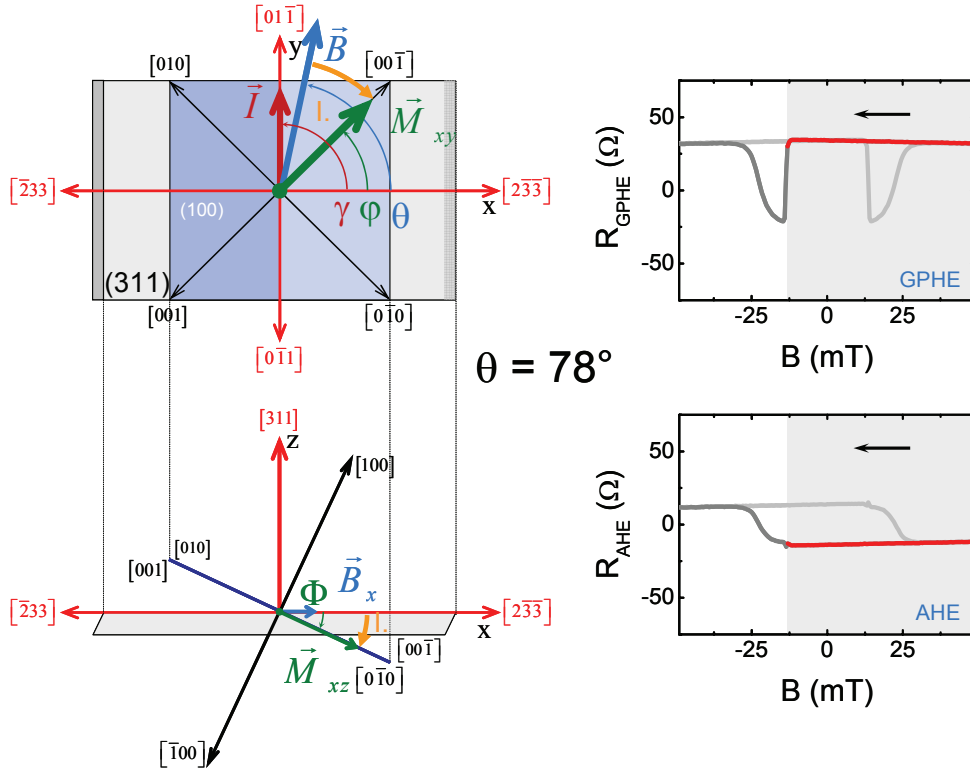 [011̅]
y
B⃗
[010]
[001̅]
I⃗
1.
M⃗ xy
50
0
-50
R_GPHE (Ω)
GPHE
[2̅33]
(100)
γ φ θ
x
[23̅3̅]
(311)
[001]
[01̅0]
-25 0 25
B (mT)
[01̅1]
θ = 78°
[311]
z
[100]
50
0
-50
R_AHE (Ω)
AHE
[010]
[001]
Φ
B⃗ x
[2̅33]
1.
x
[23̅3̅]
M⃗ xz
[001̅]
[01̅0]
-25 0 25
B (mT)
[1̅00]